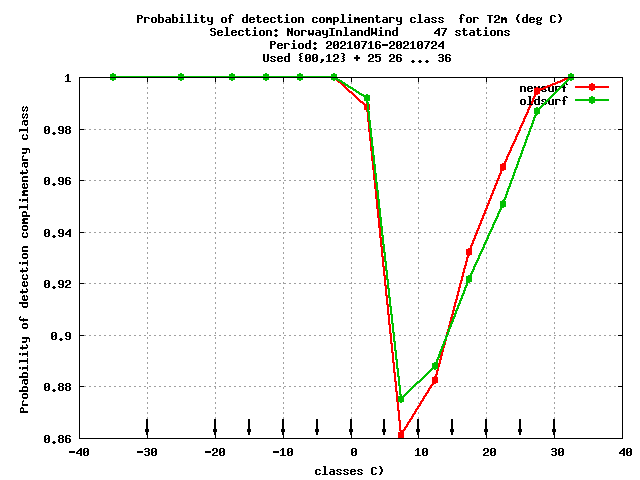 Probability of detection complimentary class  for T2m (deg C)
Selection: NorwayInlandWind     47 stations
Period: 20210716-20210724
Used {00,12} + 25 26 ... 36
newsurf
oldsurf
1
0.98
0.96
0.94
0.92
0.9
0.88
0.86
Probability of detection complimentary class
-40 -30 -20 -10 0 10 20 30 40
classes C)